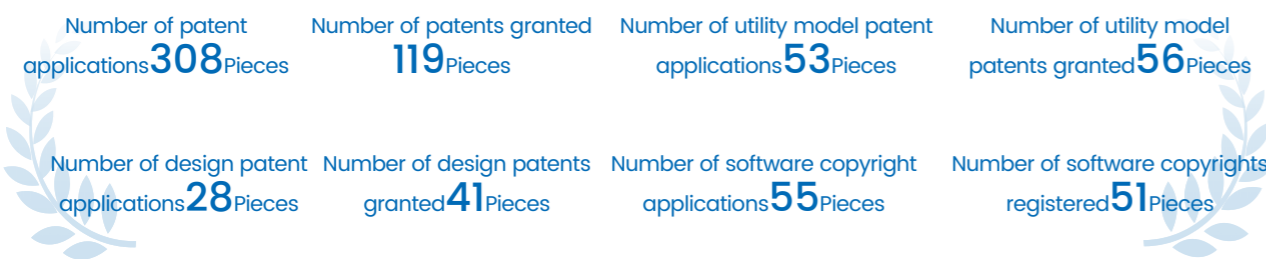 Number of patent
applications308Pieces
Number of patents granted
119Pieces
Number of utility model patent
applications53Pieces
Number of utility model
patents granted56Pieces
Number of design patent
applications28Pieces
Number of design patents
granted41Pieces
Number of software copyright
applications55Pieces
Number of software copyrights
registered51Pieces